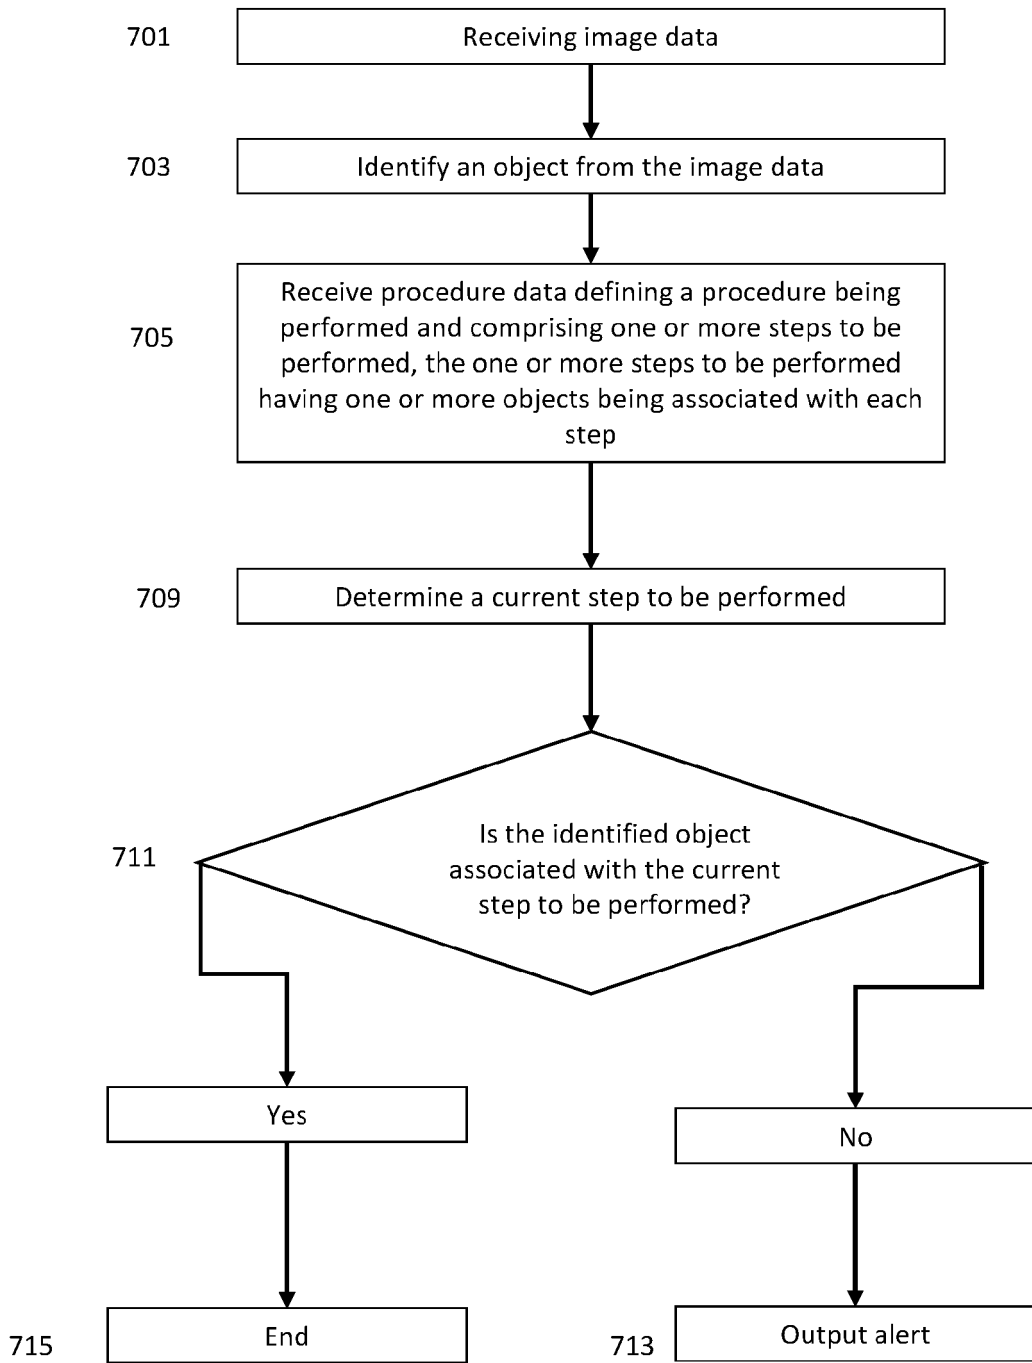 701
Receiving image data
703
Identify an object from the image data
705
Receive procedure data defining a procedure being
performed and comprising one or more steps to be
performed, the one or more steps to be performed
having one or more objects being associated with each
step
709
Determine a current step to be performed
711
Is the identified object
associated with the current
step to be performed?
Yes
No
715
End
713
Output alert